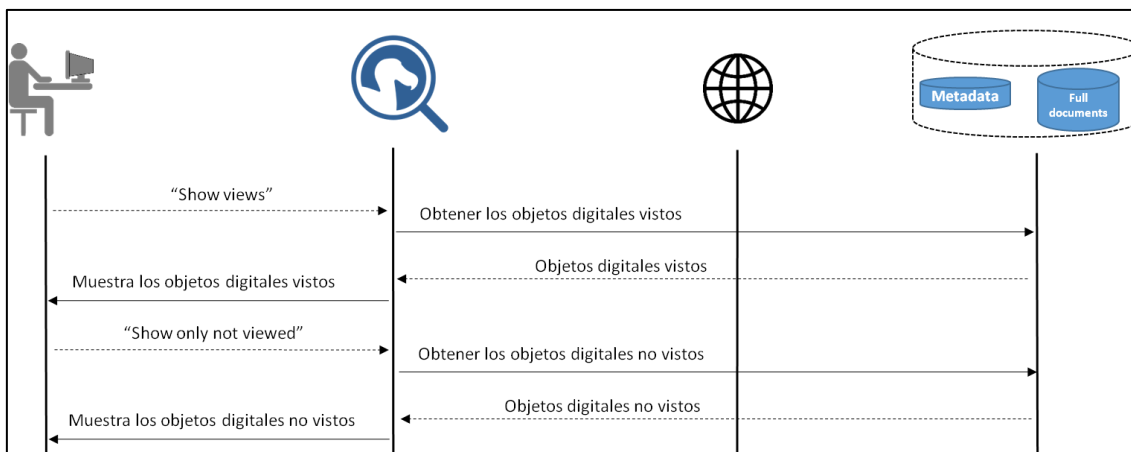 Metadata
Full
documents
“Show views”
Obtener los objetos digitales vistos
Objetos digitales vistos
Muestra los objetos digitales vistos
“Show only not viewed”
Obtener los objetos digitales no vistos
Objetos digitales no vistos
Muestra los objetos digitales no vistos